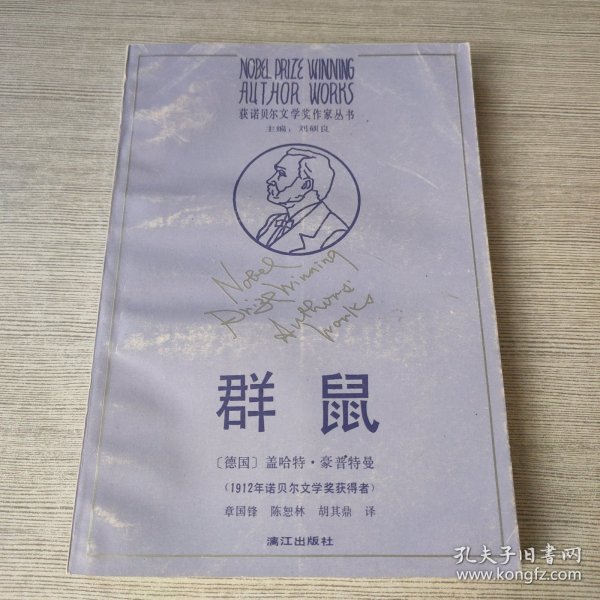 NOBEL PRIZE WINNING
AUTHOR WORKS
获诺贝尔文学奖作家丛书
主编：刘硕良
Nobel
Prize Winning
Authors'
Works
群鼠
〔德国〕盖哈特·豪普特曼
（1912年诺贝尔文学奖获得者）
章国锋 陈恕林 胡其鼎 译
漓江出版社
孔夫子旧书网
www.kongfz.com